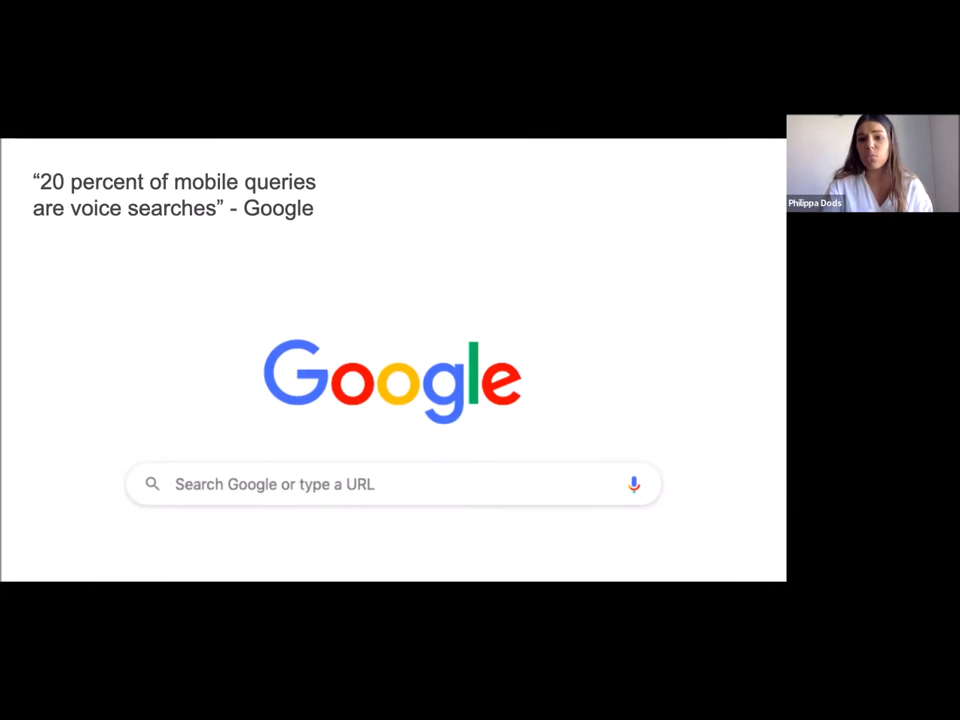 “20 percent of mobile queries
are voice searches” - Google
Philippa Dods
Google
Search Google or type a URL